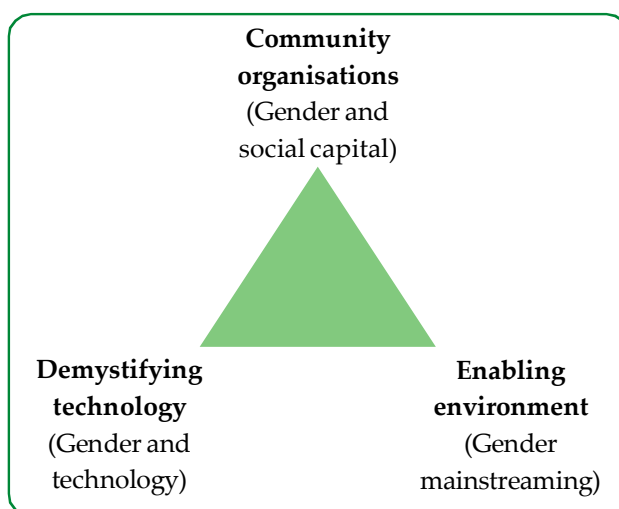 Community
organisations
(Gender and
social capital)
Demystifying
technology
(Gender and
technology)
Enabling
environment
(Gender
mainstreaming)